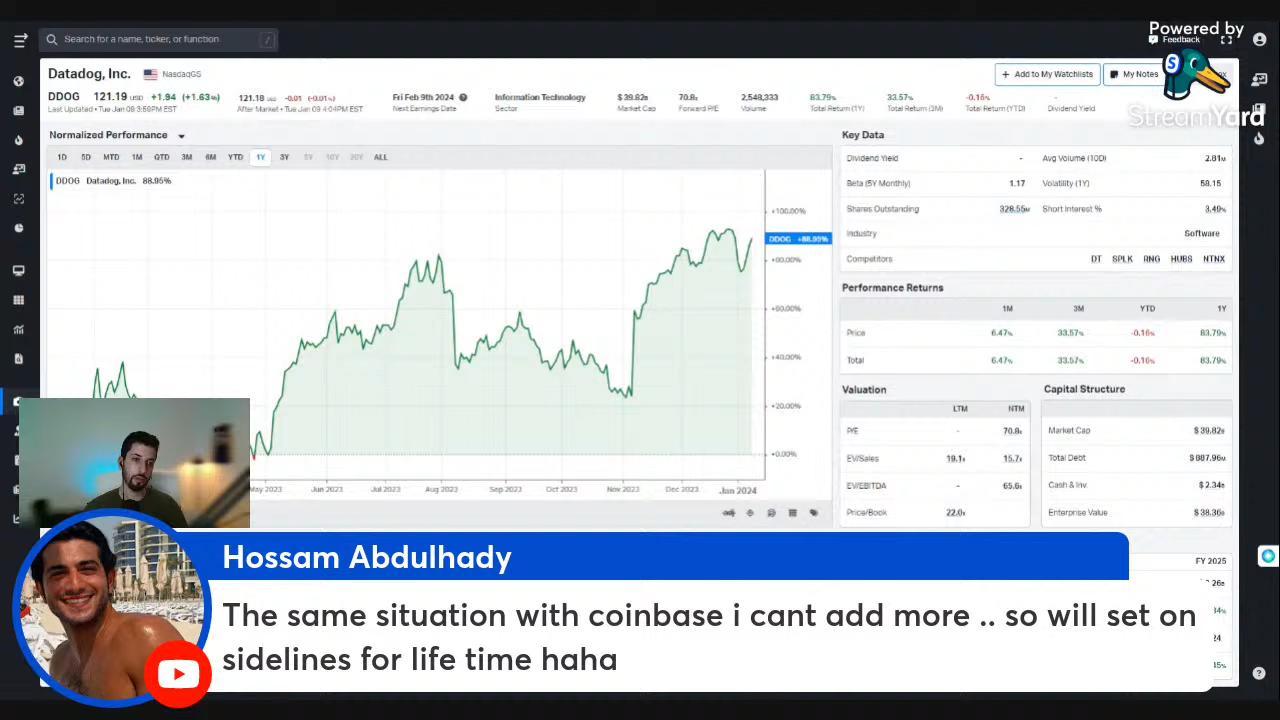 Search for a name, ticker, or function /
Powered by
Feedback
StreamYard
Datadog, Inc. NasdaqGS
+ Add to My Watchlists
My Notes
DDOG 121.19 USD +1.94 (+1.63%)
Last Updated • Tue Jan 09 3:59PM EST
121.18 USD -0.01 (-0.01%)
After Market • Tue Jan 09 4:04PM EST
Fri Feb 9th 2024
Next Earnings Date
Information Technology
Sector
$ 39.82B
Market Cap
70.8x
Forward P/E
2,548,333
Volume
83.79%
Total Return (1Y)
33.57%
Total Return (3M)
-0.16%
Total Return (YTD)
-
Dividend Yield
Normalized Performance
1D 5D MTD 1M QTD 3M 6M YTD 1Y 3Y 5Y 10Y 20Y ALL
DDOG Datadog, Inc. 88.95%
+100.00%
DDOG +88.95%
+80.00%
+60.00%
+40.00%
+20.00%
+0.00%
May 2023 Jun 2023 Jul 2023 Aug 2023 Sep 2023 Oct 2023 Nov 2023 Dec 2023 Jan 2024
Key Data
Dividend Yield - Avg Volume (10D) 2.81M
Beta (5Y Monthly) 1.17 Volatility (1Y) 58.15
Shares Outstanding 328.55M Short Interest % 3.49%
Industry Software
Competitors DT SPLK RNG HUBS NTNX
Performance Returns
1M 3M YTD 1Y
Price 6.47% 33.57% -0.16% 83.79%
Total 6.47% 33.57% -0.16% 83.79%
Valuation
LTM NTM
P/E - 70.8x
EV/Sales 19.1x 15.7x
EV/EBITDA - 65.6x
Price/Book 22.0x
Capital Structure
Market Cap $ 39.82B
Total Debt $ 887.96M
Cash & Inv. $ 2.34B
Enterprise Value $ 38.36B
FY 2025
Hossam Abdulhady
The same situation with coinbase i cant add more .. so will set on
sidelines for life time haha